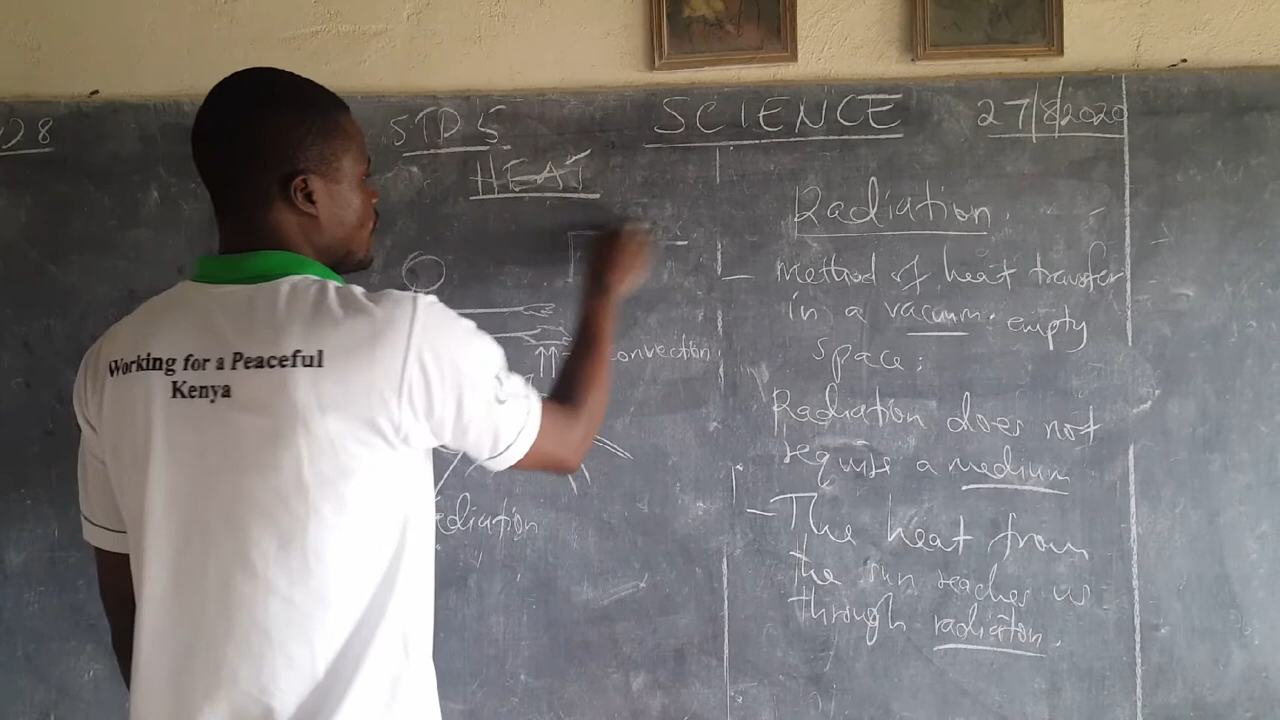 28
STD 5
SCIENCE
27/8/2020
HEAT
Working for a Peaceful
Kenya
convection
Radiation.
- Method of heat transfer
in a vacuum. empty
space;
Radiation does not
require a medium
- The heat from
the sun reaches us
through radiation.